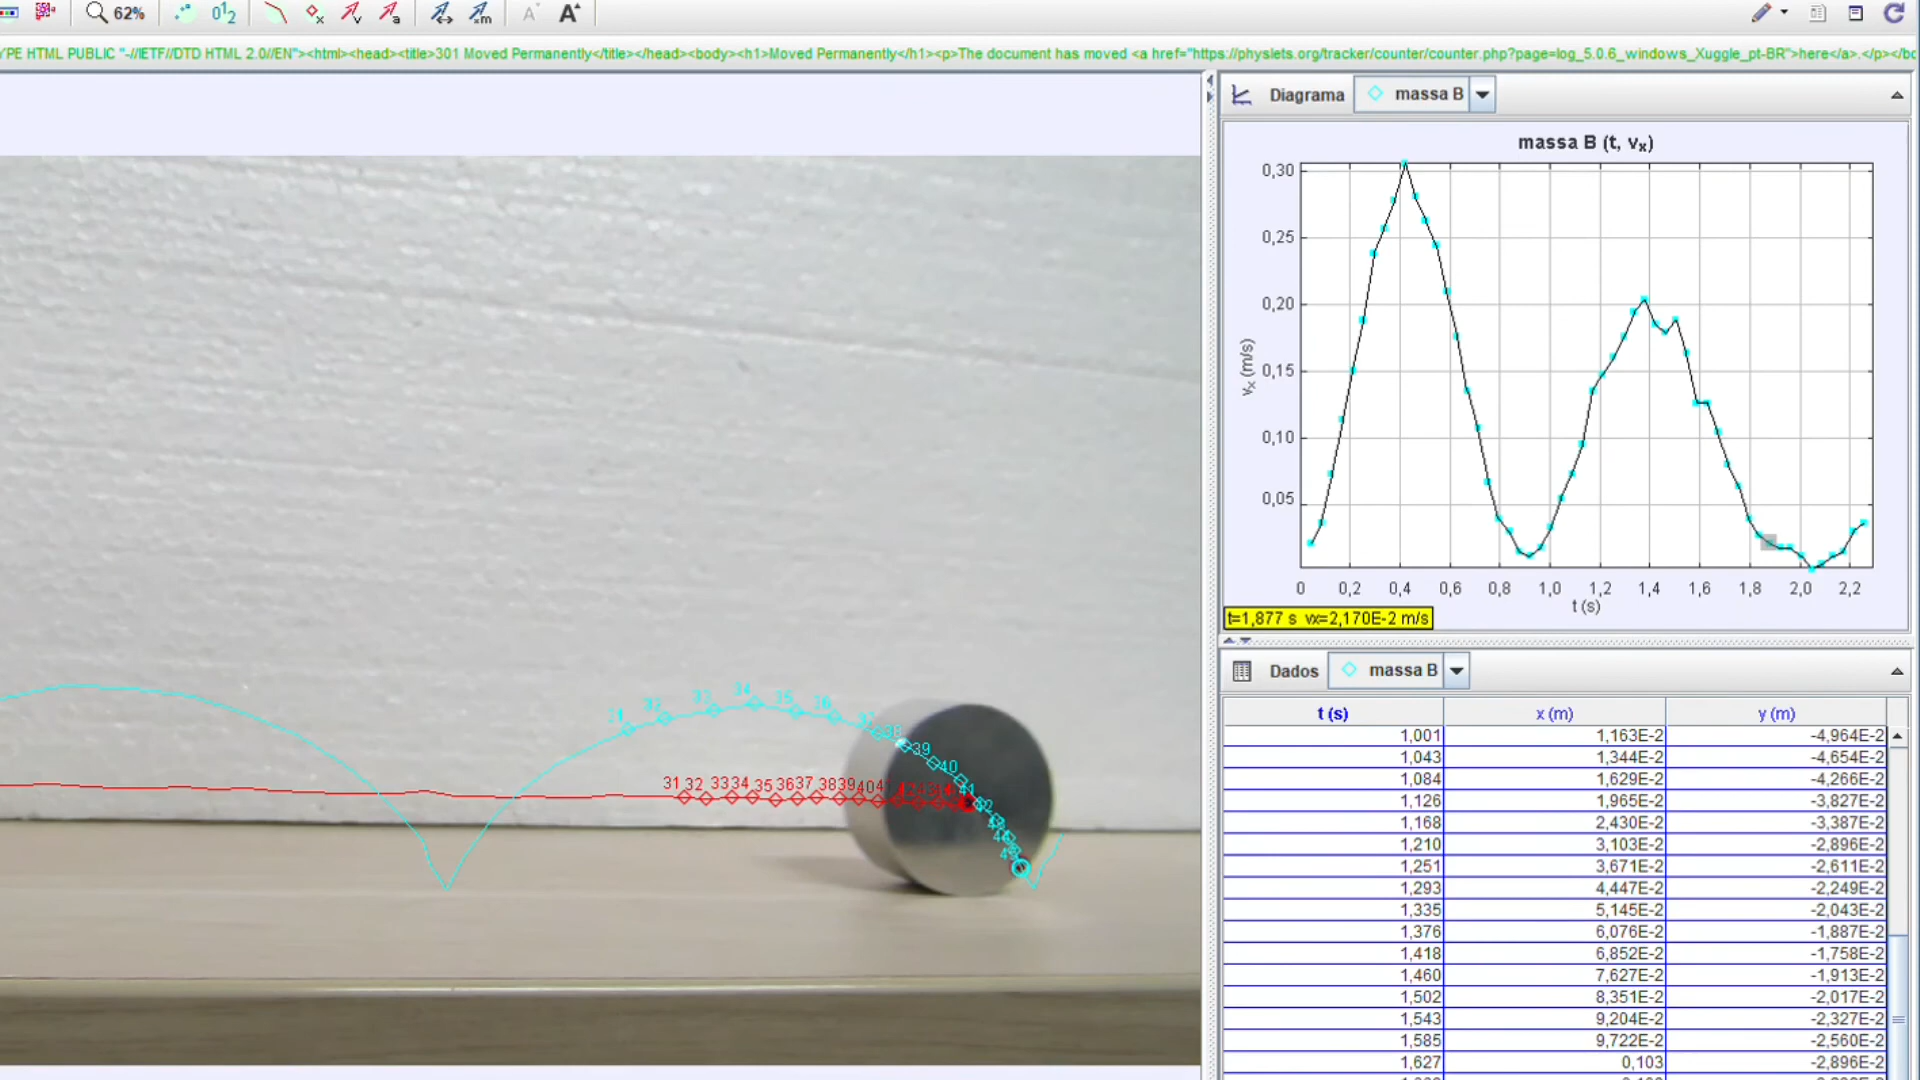 62%
YPE HTML PUBLIC "-//IETF//DTD HTML 2.0//EN"><html><head><title>301 Moved Permanently</title></head><body><h1>Moved Permanently</h1><p>The document has moved <a href="https://physlets.org/tracker/counter/counter.php?page=log_5.0.6_windows_Xuggle_pt-BR">here</a>.</p></bc
Diagrama massa B
massa B (t, vx)
0,30
0,25
0,20
0,15
0,10
0,05
vx (m/s)
0 0,2 0,4 0,6 0,8 1,0 1,2 1,4 1,6 1,8 2,0 2,2
t (s)
t=1,877 s vx=2,170E-2 m/s
34
39
40
31 32 33 34 35 36 37 38 39 40
Dados massa B
t (s) x (m) y (m)
1,001 1,163E-2 -4,964E-2
1,043 1,344E-2 -4,654E-2
1,084 1,629E-2 -4,266E-2
1,126 1,965E-2 -3,827E-2
1,168 2,430E-2 -3,387E-2
1,210 3,103E-2 -2,896E-2
1,251 3,671E-2 -2,611E-2
1,293 4,447E-2 -2,249E-2
1,335 5,145E-2 -2,043E-2
1,376 6,076E-2 -1,887E-2
1,418 6,852E-2 -1,758E-2
1,460 7,627E-2 -1,913E-2
1,502 8,351E-2 -2,017E-2
1,543 9,204E-2 -2,327E-2
1,585 9,722E-2 -2,560E-2
1,627 0,103 -2,896E-2